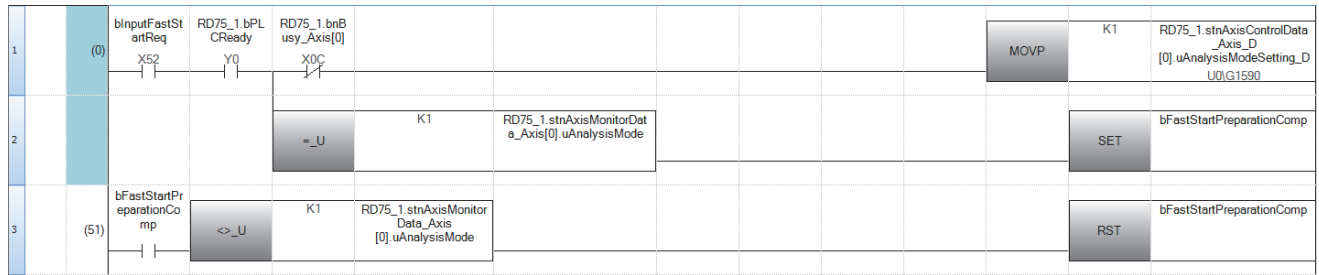 bInputFastSt
artReq
RD75_1.bPL
CReady
RD75_1.bnB
usy_Axis[0]
K1
RD75_1.stnAxisControlData
_Axis_D
[0].uAnalysisModeSetting_D
1
(0)
X52
Y0
X0C
MOVP
U0\G1590
2
=_U
K1
RD75_1.stnAxisMonitorDat
a_Axis[0].uAnalysisMode
SET
bFastStartPreparationComp
3
(51)
bFastStartPr
eparationCo
mp
<>_U
K1
RD75_1.stnAxisMonitor
Data_Axis
[0].uAnalysisMode
RST
bFastStartPreparationComp